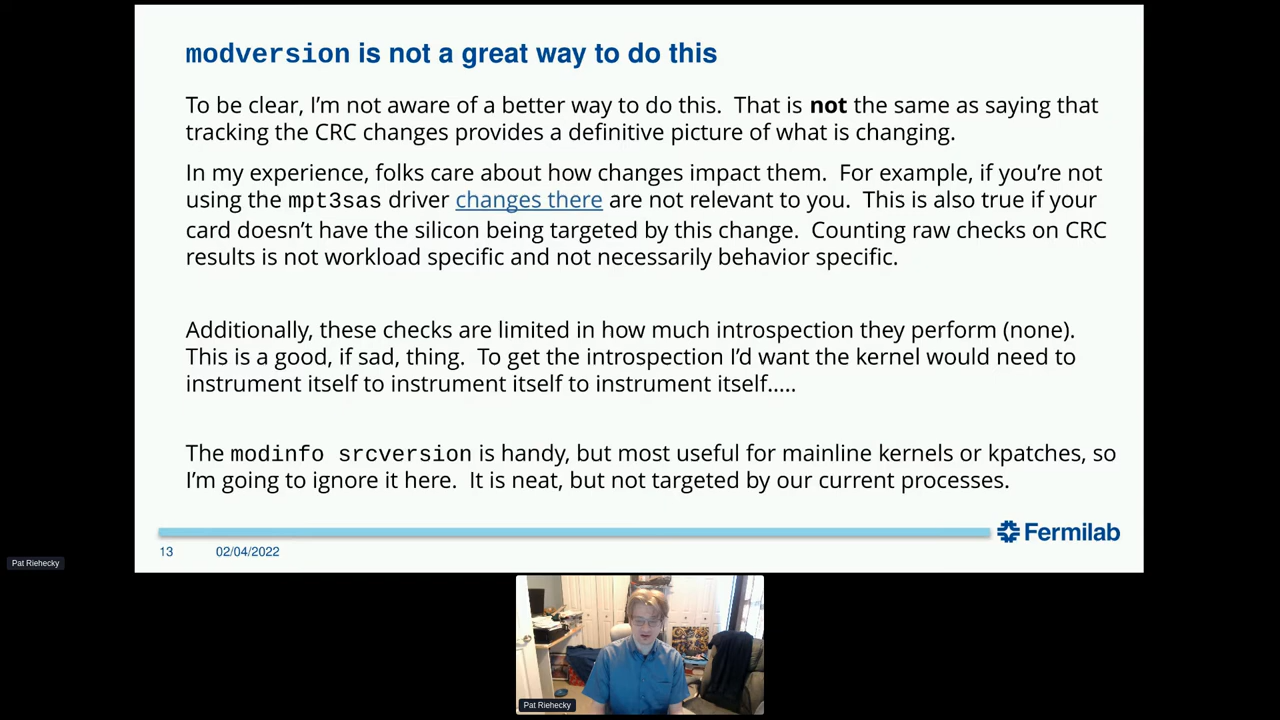 modversion is not a great way to do this
To be clear, I’m not aware of a better way to do this.  That is not the same as saying that
tracking the CRC changes provides a definitive picture of what is changing.
In my experience, folks care about how changes impact them.  For example, if you’re not
using the mpt3sas driver changes there are not relevant to you.  This is also true if your
card doesn’t have the silicon being targeted by this change.  Counting raw checks on CRC
results is not workload specific and not necessarily behavior specific.
Additionally, these checks are limited in how much introspection they perform (none).
This is a good, if sad, thing.  To get the introspection I’d want the kernel would need to
instrument itself to instrument itself to instrument itself…..
The modinfo srcversion is handy, but most useful for mainline kernels or kpatches, so
I’m going to ignore it here.  It is neat, but not targeted by our current processes.
Fermilab
13 02/04/2022
Pat Riehecky
Pat Riehecky